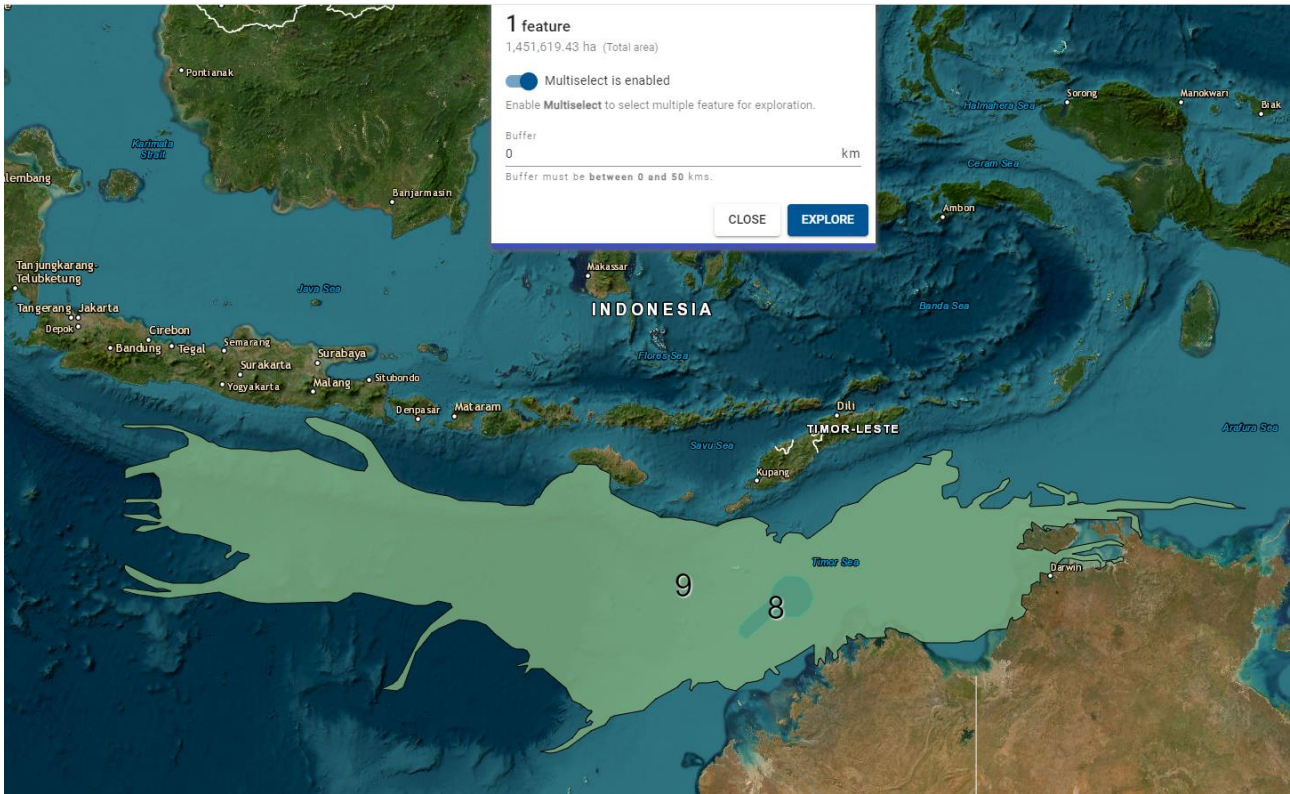 1 feature
1,451,619.43 ha (Total area)
Multiselect is enabled
Enable Multiselect to select multiple feature for exploration.
Buffer
0 km
Buffer must be between 0 and 50 kms.
CLOSE EXPLORE
Pontianak
Karimata
Strait
lembang
Banjarmasin
Halmahera Sea
Sorong
Manokwari
Biak
Ceram Sea
Ambon
Tanjungkarang-
Telubketung
Java Sea
Makassar
INDONESIA
Banda Sea
Tangerang Jakarta
Depok
Cirebon
Bandung Tegal
Semarang
Surakarta
Surabaya
Yogyakarta
Malang
Situbondo
Flores Sea
Denpasar
Mataram
Dili
TIMOR-LESTE
Savu Sea
Kupang
Arafura Sea
Timor Sea
Darwin
9
8